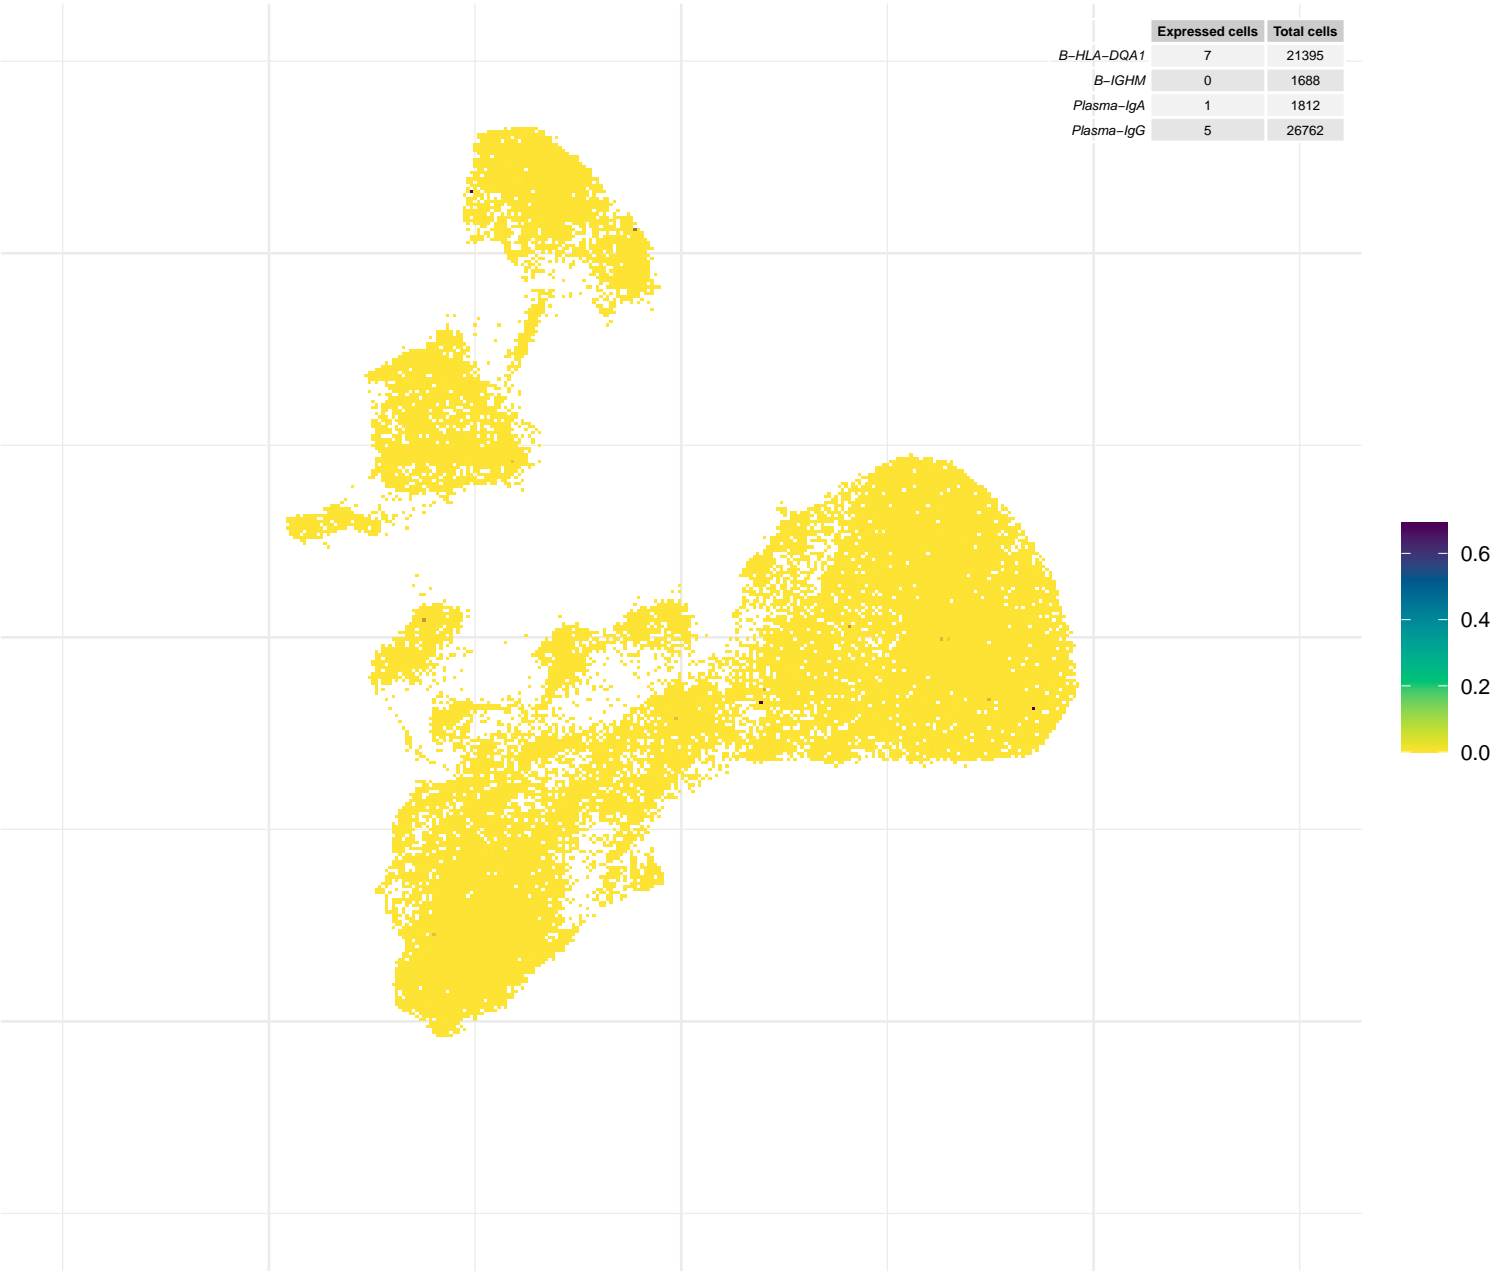 Expressed cells Total cells
B−HLA−DQA1 7 21395
B−IGHM 0 1688
Plasma−IgA 1 1812
Plasma−IgG 5 26762
0.6
0.4
0.2
0.0